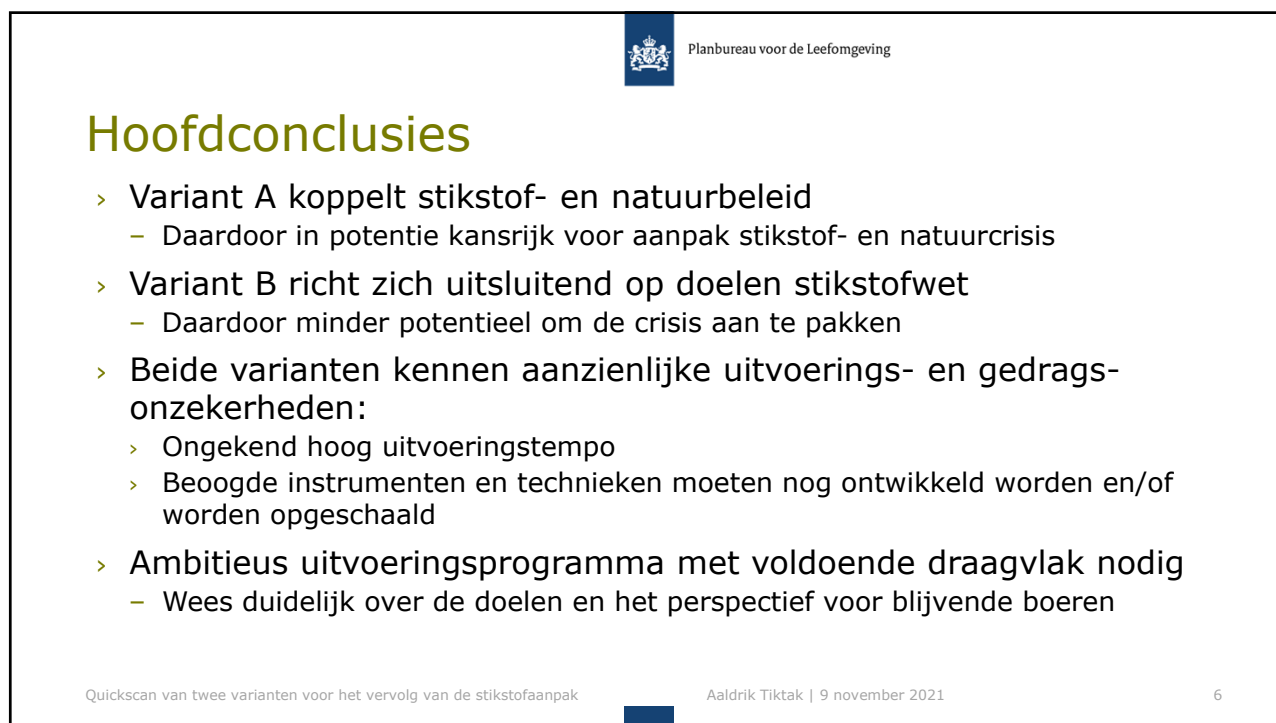 Planbureau voor de Leefomgeving
Hoofdconclusies
› Variant A koppelt stikstof- en natuurbeleid
– Daardoor in potentie kansrijk voor aanpak stikstof- en natuurcrisis
› Variant B richt zich uitsluitend op doelen stikstofwet
– Daardoor minder potentieel om de crisis aan te pakken
› Beide varianten kennen aanzienlijke uitvoerings- en gedrags-
onzekerheden:
› Ongekend hoog uitvoeringstempo
› Beoogde instrumenten en technieken moeten nog ontwikkeld worden en/of
worden opgeschaald
› Ambitieus uitvoeringsprogramma met voldoende draagvlak nodig
– Wees duidelijk over de doelen en het perspectief voor blijvende boeren
Quickscan van twee varianten voor het vervolg van de stikstofaanpak Aaldrik Tiktak | 9 november 2021 6